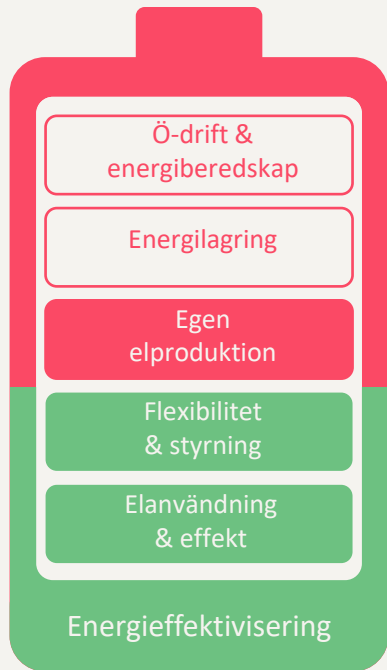 Ö-drift &
energiberedskap
Energilagring
Egen
elproduktion
Flexibilitet
& styrning
Elanvändning
& effekt
Energieffektivisering